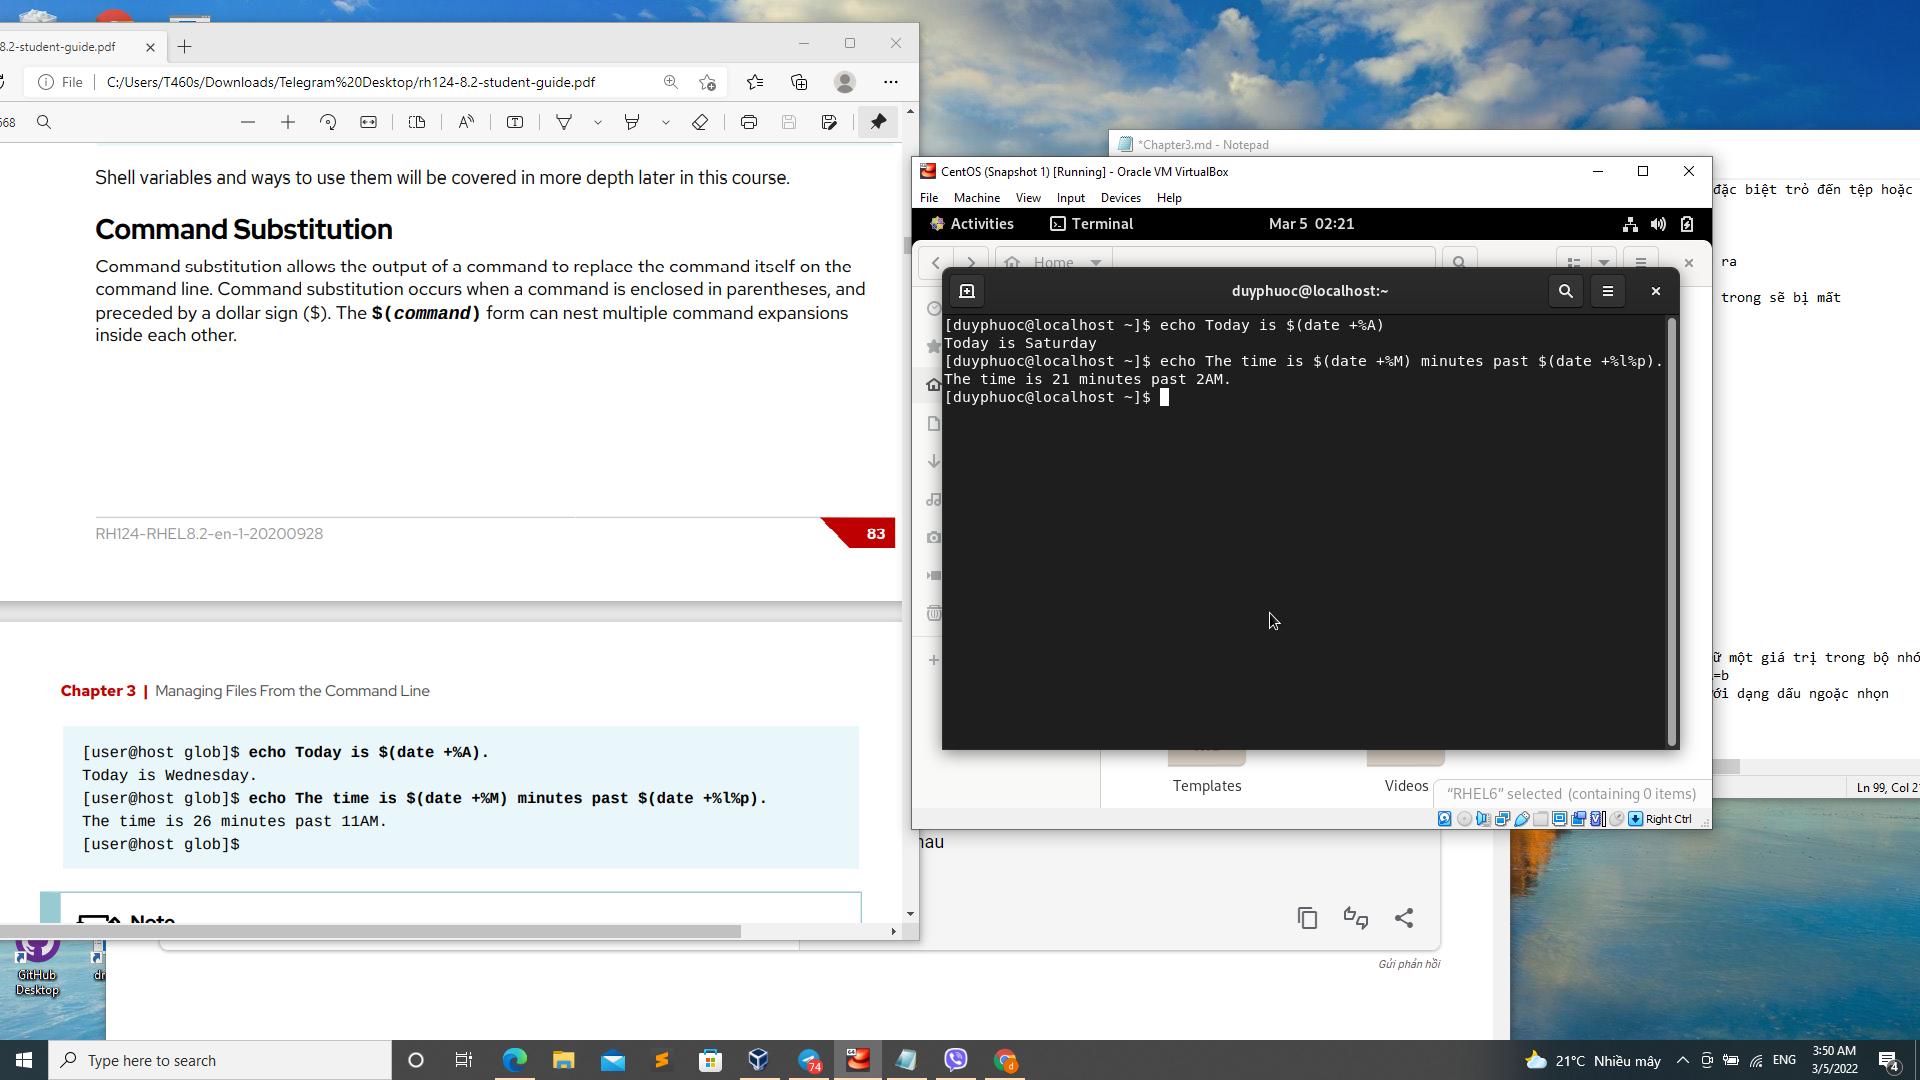 8.2-student-guide.pdf
File
C:/Users/T460s/Downloads/Telegram%20Desktop/rh124-8.2-student-guide.pdf
568
Shell variables and ways to use them will be covered in more depth later in this course.
Command Substitution
Command substitution allows the output of a command to replace the command itself on the
command line. Command substitution occurs when a command is enclosed in parentheses, and
preceded by a dollar sign ($). The $(command) form can nest multiple command expansions
inside each other.
RH124-RHEL8.2-en-1-20200928
83
Chapter 3 | Managing Files From the Command Line
[user@host glob]$ echo Today is $(date +%A).
Today is Wednesday.
[user@host glob]$ echo The time is $(date +%M) minutes past $(date +%l%p).
The time is 26 minutes past 11AM.
[user@host glob]$
Note
*Chapter3.md - Notepad
đặc biệt trỏ đến tệp hoặc
ra
trong sẽ bị mất
một giá trị trong bộ nhớ
=b
dạng dấu ngoặc nhọn
Ln 99, Col 2
CentOS (Snapshot 1) [Running] - Oracle VM VirtualBox
File Machine View Input Devices Help
Activities Terminal Mar 5 02:21
Home
duyphuoc@localhost:~
[duyphuoc@localhost ~]$ echo Today is $(date +%A)
Today is Saturday
[duyphuoc@localhost ~]$ echo The time is $(date +%M) minutes past $(date +%l%p).
The time is 21 minutes past 2AM.
[duyphuoc@localhost ~]$
Templates
Videos
“RHEL6” selected (containing 0 items)
Right Ctrl
Gửi phản hồi
GitHub
Desktop
Type here to search
74
21°C Nhiều mây
ENG
3:50 AM
3/5/2022
4